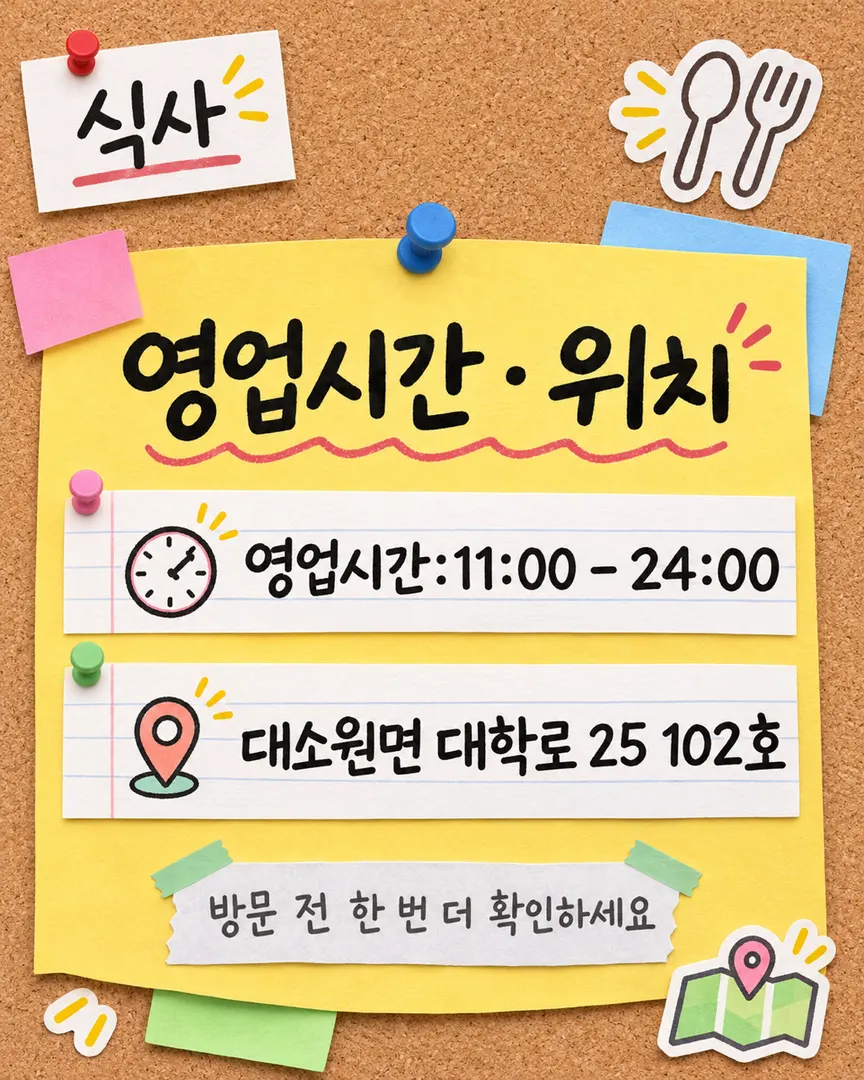 식사
영업시간 · 위치
영업시간:11:00 – 24:00
대소원면 대학로 25 102호
방문 전 한 번 더 확인하세요